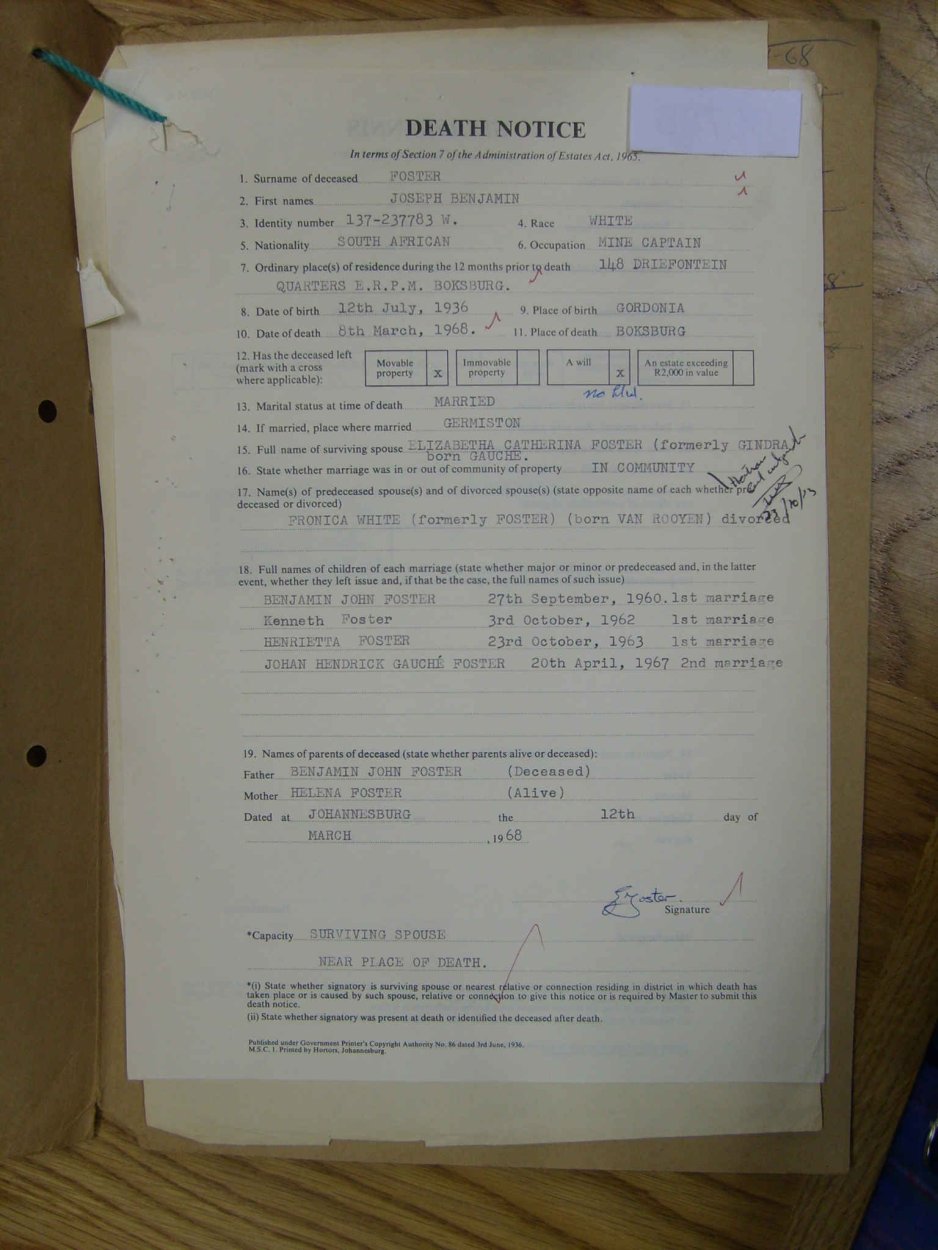 -68
DEATH NOTICE
In terms of Section 7 of the Administration of Estates Act, 1965.
1. Surname of deceased FOSTER
2. First names JOSEPH BENJAMIN
3. Identity number 137-237783 W. 4. Race WHITE
5. Nationality SOUTH AFRICAN 6. Occupation MINE CAPTAIN
7. Ordinary place(s) of residence during the 12 months prior to death 148 DRIEFONTEIN
QUARTERS E.R.P.M. BOKSBURG.
8. Date of birth 12th July, 1936 9. Place of birth GORDONIA
10. Date of death 8th March, 1968. 11. Place of death BOKSBURG
12. Has the deceased left
(mark with a cross
where applicable):
Movable property X Immovable property A will X An estate exceeding R2,000 in value
no
13. Marital status at time of death MARRIED
14. If married, place where married GERMISTON
15. Full name of surviving spouse ELIZABETHA CATHERINA FOSTER (formerly GINDRA
born GAUCHE.
16. State whether marriage was in or out of community of property IN COMMUNITY
17. Name(s) of predeceased spouse(s) and of divorced spouse(s) (state opposite name of each whether pre-
deceased or divorced)
FRONICA WHITE (formerly FOSTER) (born VAN ROOYEN) divorced
18. Full names of children of each marriage (state whether major or minor or predeceased and, in the latter
event, whether they left issue and, if that be the case, the full names of such issue)
BENJAMIN JOHN FOSTER 27th September, 1960. 1st marriage
Kenneth Foster 3rd October, 1962 1st marriage
HENRIETTA FOSTER 23rd October, 1963 1st marriage
JOHAN HENDRICK GAUCHÉ FOSTER 20th April, 1967 2nd marriage
19. Names of parents of deceased (state whether parents alive or deceased):
Father BENJAMIN JOHN FOSTER (Deceased)
Mother HELENA FOSTER (Alive)
Dated at JOHANNESBURG the 12th day of
MARCH , 1968
EFoster.
Signature
*Capacity SURVIVING SPOUSE
NEAR PLACE OF DEATH.
*(i) State whether signatory is surviving spouse or nearest relative or connection residing in district in which death has
taken place or is caused by such spouse, relative or connection to give this notice or is required by Master to submit this
death notice.
(ii) State whether signatory was present at death or identified the deceased after death.
Published under Government Printer's Copyright Authority No. 86 dated 3rd June, 1936.
M.S.C. 1. Printed by Hortors, Johannesburg.